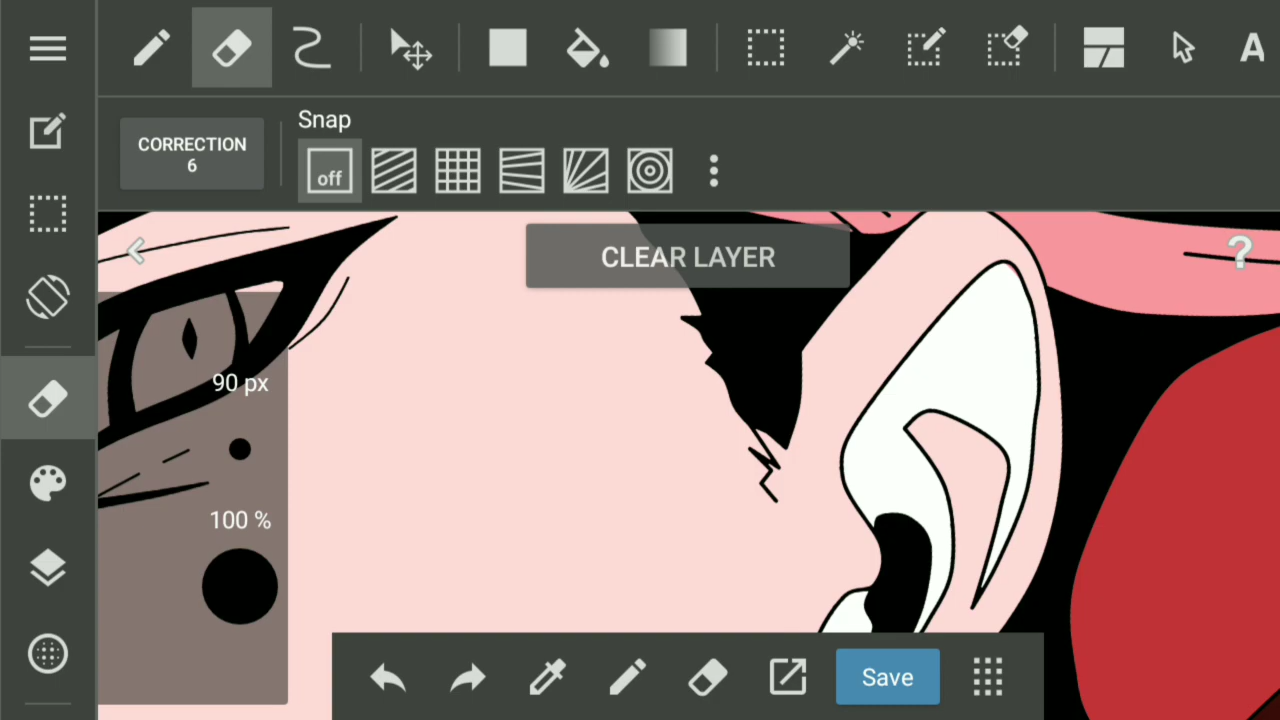 A
Snap
CORRECTION
6
off
CLEAR LAYER
?
90 px
100 %
Save